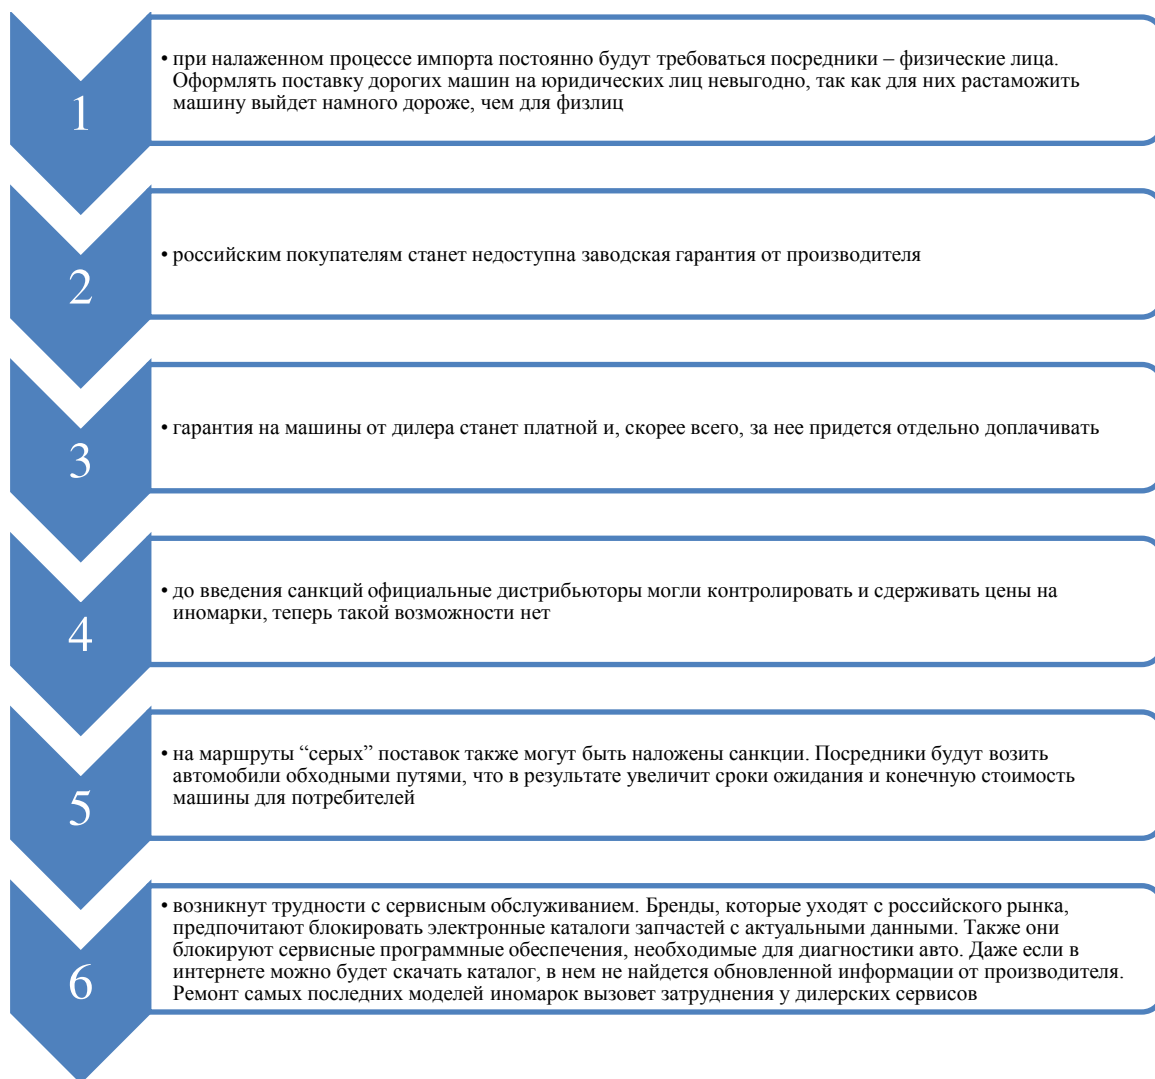 1
• при налаженном процессе импорта постоянно будут требоваться посредники – физические лица.
Оформлять поставку дорогих машин на юридических лиц невыгодно, так как для них растаможить
машину выйдет намного дороже, чем для физлиц
2
• российским покупателям станет недоступна заводская гарантия от производителя
3
• гарантия на машины от дилера станет платной и, скорее всего, за нее придется отдельно доплачивать
4
• до введения санкций официальные дистрибьюторы могли контролировать и сдерживать цены на
иномарки, теперь такой возможности нет
5
• на маршруты “серых” поставок также могут быть наложены санкции. Посредники будут возить
автомобили обходными путями, что в результате увеличит сроки ожидания и конечную стоимость
машины для потребителей
6
• возникнут трудности с сервисным обслуживанием. Бренды, которые уходят с российского рынка,
предпочитают блокировать электронные каталоги запчастей с актуальными данными. Также они
блокируют сервисные программные обеспечения, необходимые для диагностики авто. Даже если в
интернете можно будет скачать каталог, в нем не найдется обновленной информации от производителя.
Ремонт самых последних моделей иномарок вызовет затруднения у дилерских сервисов